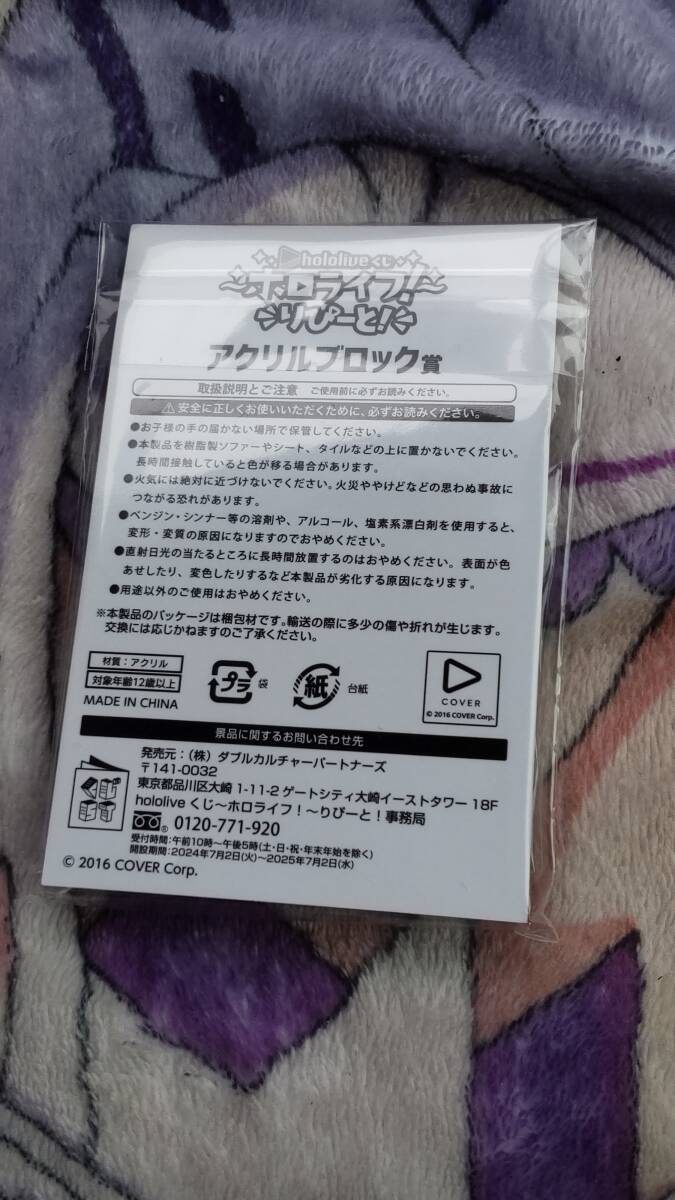 hololive くじ
～ホロライブ！～
りぴーと！
アクリルブロック賞
取扱説明とご注意 ご使用前に必ずお読みください。
⚠安全に正しくお使いいただくために、必ずお読みください。
●お子様の手の届かない場所で保管してください。
●本製品を樹脂製ソファーやシート、タイルなどの上に置かないでください。
長時間接触していると色が移る場合があります。
●火気には絶対に近づけないでください。火災ややけどなどの思わぬ事故に
つながる恐れがあります。
●ベンジン・シンナー等の溶剤や、アルコール、塩素系漂白剤を使用すると、
変形・変質の原因になりますのでおやめください。
●直射日光の当たるところに長時間放置するのはおやめください。表面が色
あせしたり、変色したりするなど本製品が劣化する原因になります。
●用途以外のご使用はおやめください。
※本製品のパッケージは梱包材です。輸送の際に多少の傷や折れが生じます。
交換には応じかねますのご了承ください。
材質：アクリル
対象年齢12歳以上
MADE IN CHINA
プラ 袋
紙 台紙
COVER
© 2016 COVER Corp.
景品に関するお問い合わせ先
発売元：（株）ダブルカルチャーパートナーズ
〒141-0032
東京都品川区大崎 1-11-2 ゲートシティ大崎イーストタワー 18F
hololive くじ～ホロライフ！～りぴーと！事務局
0120-771-920
受付時間：午前10時～午後5時(土・日・祝・年末年始を除く)
開設期間：2024年7月2日(火)～2025年7月2日(水)
© 2016 COVER Corp.